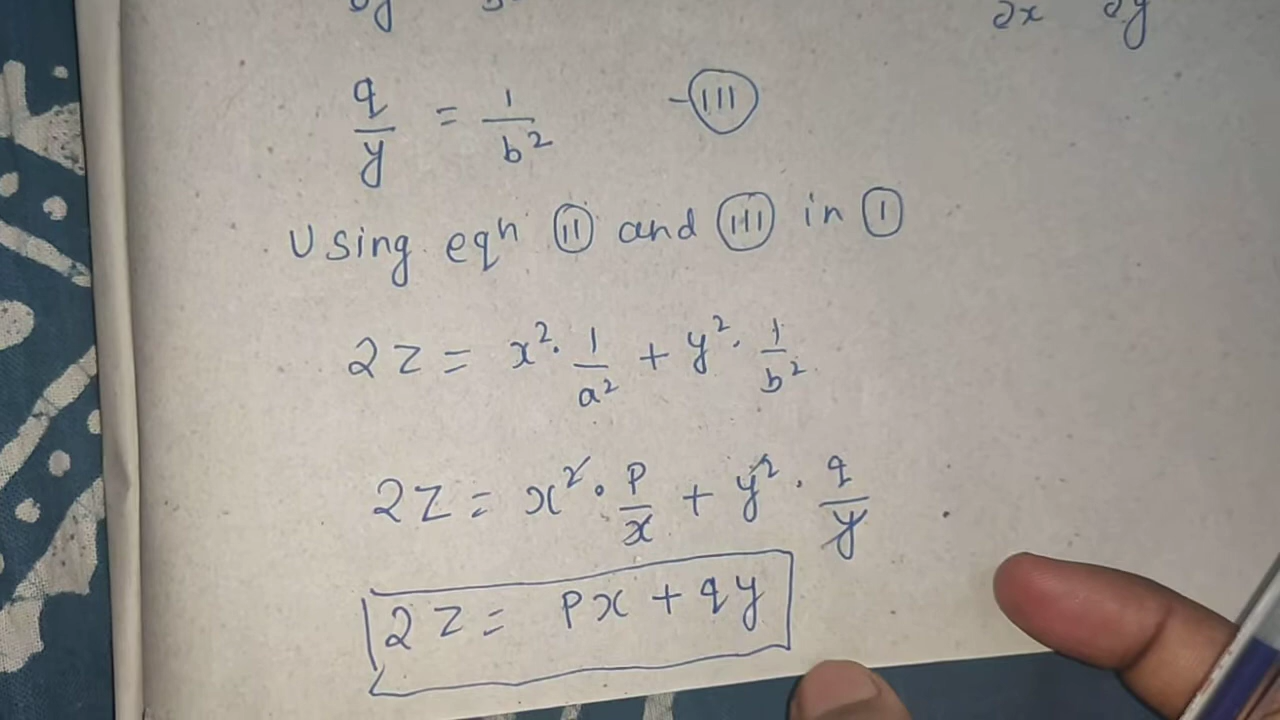 ∂x ∂y
q/y = 1/b² -(III)
Using eqⁿ (II) and (III) in (I)
2z = x² · 1/a² + y² · 1/b²
2z = x² · p/x + y² · q/y
2z = px + qy